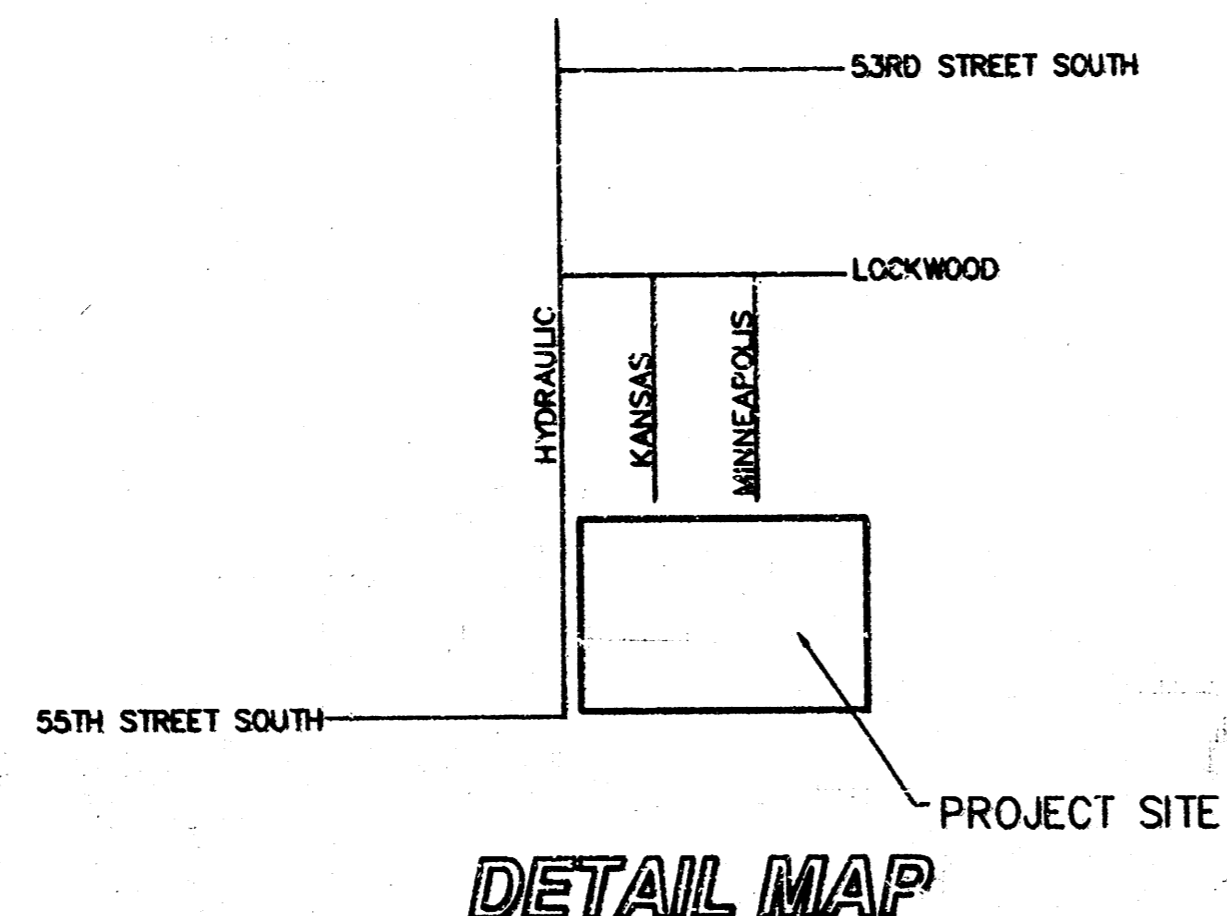 53RD STREET SOUTH
LOCKWOOD
HYDRAULIC
KANSAS
MINNEAPOLIS
55TH STREET SOUTH
PROJECT SITE
DETAIL MAP